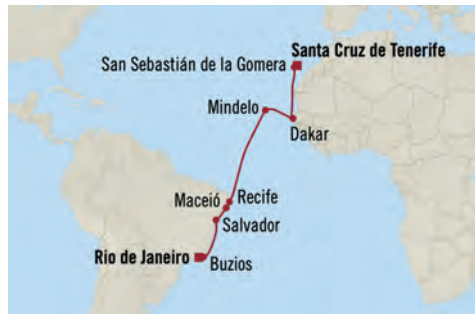 Santa Cruz de Tenerife
San Sebastián de la Gomera
Mindelo
Dakar
Recife
Maceió
Salvador
Rio de Janeiro
Buzios